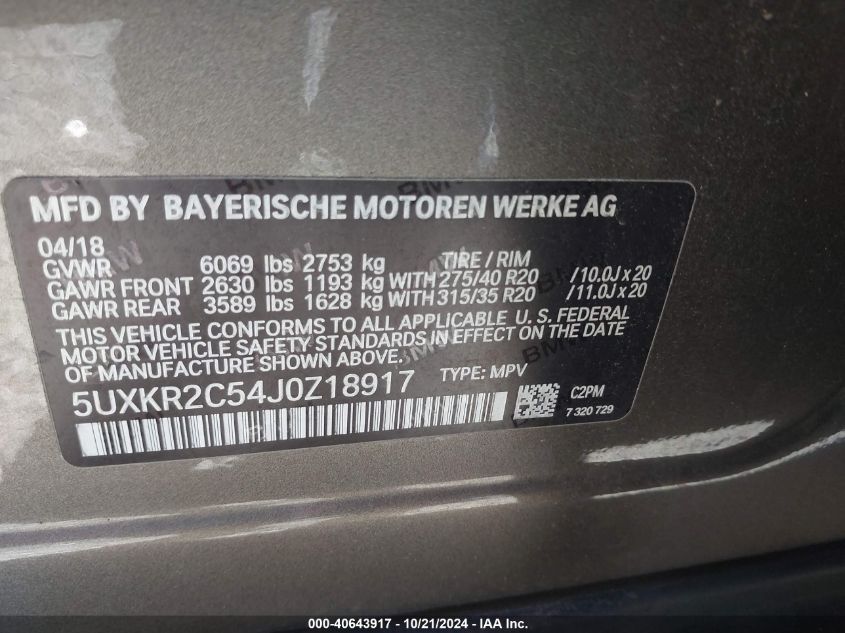 MFD BY BAYERISCHE MOTOREN WERKE AG
04/18
GVWR 6069 lbs 2753 kg TIRE / RIM
GAWR FRONT 2630 lbs 1193 kg WITH 275/40 R20 /10.0J x 20
GAWR REAR 3589 lbs 1628 kg WITH 315/35 R20 /11.0J x 20
THIS VEHICLE CONFORMS TO ALL APPLICABLE U. S. FEDERAL
MOTOR VEHICLE SAFETY STANDARDS IN EFFECT ON THE DATE
OF MANUFACTURE SHOWN ABOVE.
5UXKR2C54J0Z18917 TYPE: MPV
C2PM
7 320 729
000-40643917 - 10/21/2024 - IAA Inc.